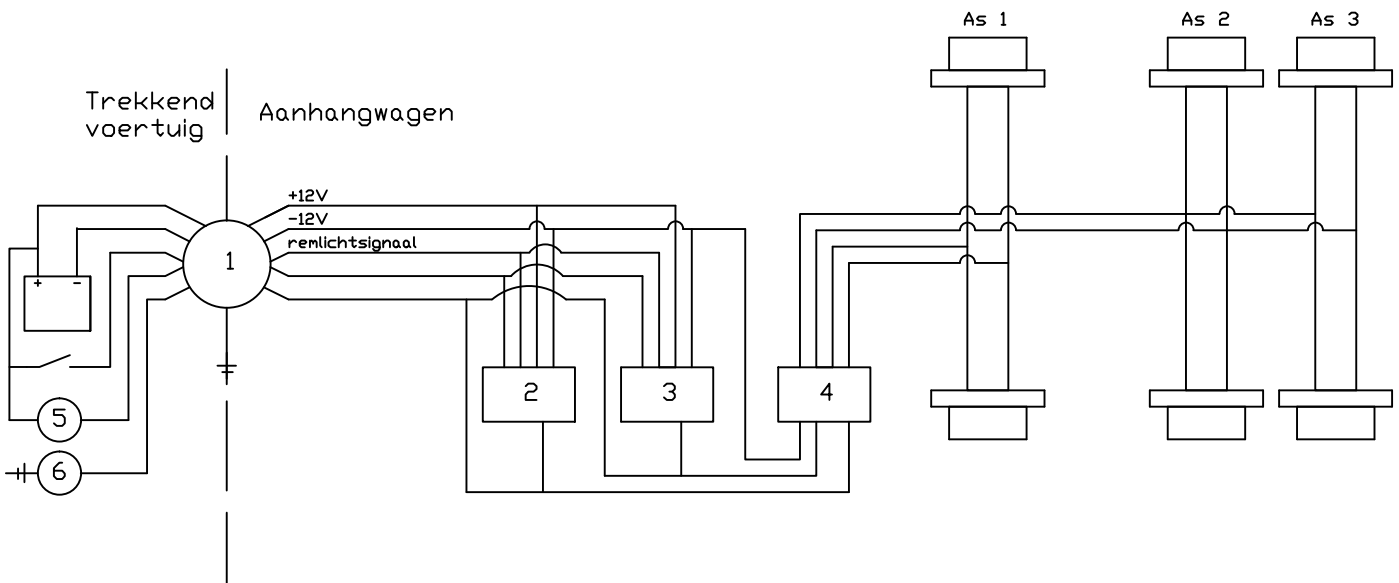 As 1
As 2
As 3
Trekkend
voertuig
Aanhangwagen
+12V
-12V
remlichtsignaal
1
+ -
2
3
4
5
6